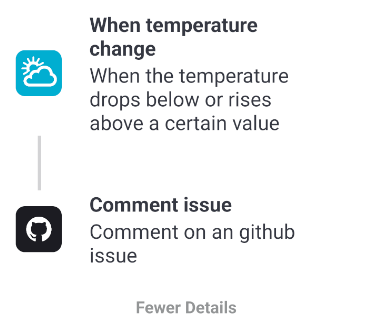 When temperature
change
When the temperature
drops below or rises
above a certain value
Comment issue
Comment on an github
issue
Fewer Details